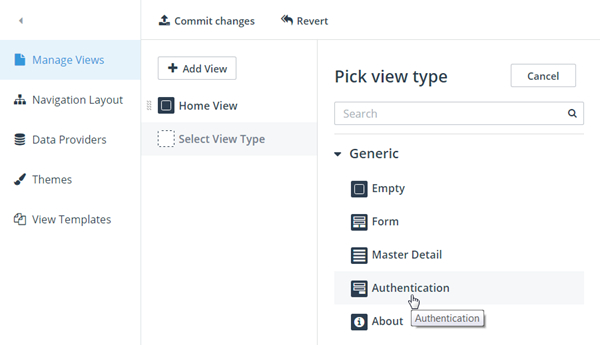 Commit changes
Revert
Manage Views
Navigation Layout
Data Providers
Themes
View Templates
Add View
Home View
Select View Type
Pick view type
Cancel
Search
Generic
Empty
Form
Master Detail
Authentication
About
Authentication